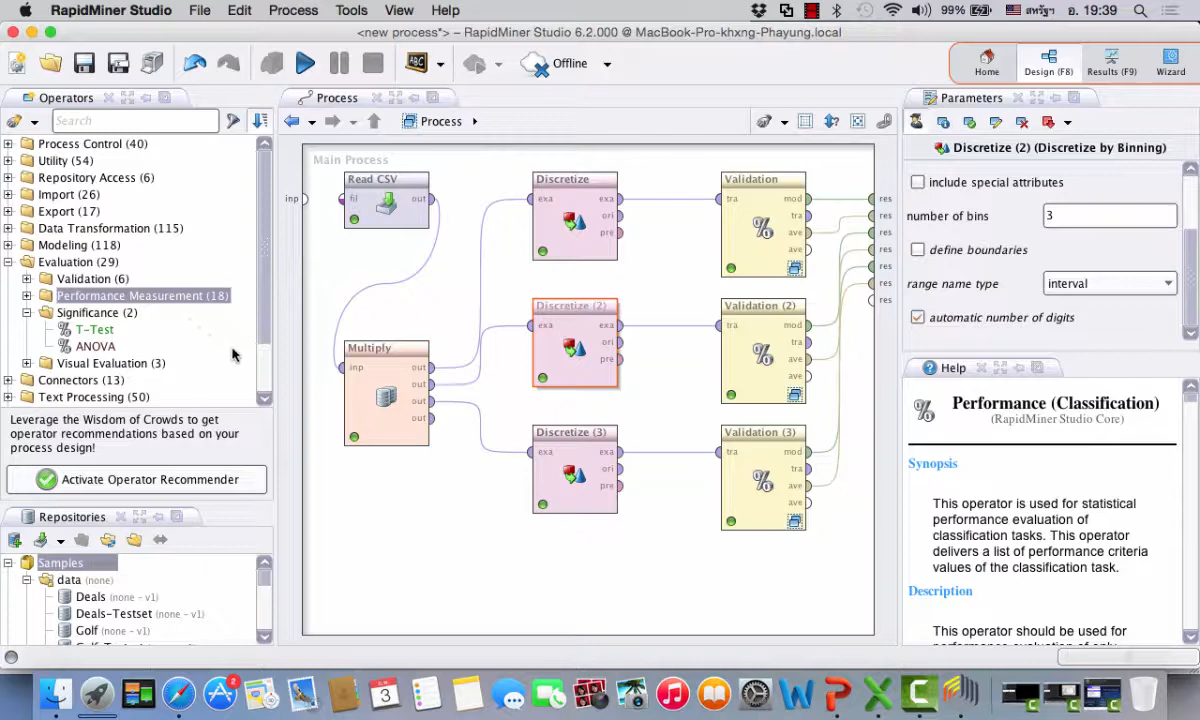 RapidMiner Studio File Edit Process Tools View Help 99% สหรัฐฯ อ. 19:39
<new process*> – RapidMiner Studio 6.2.000 @ MacBook-Pro-khxng-Phayung.local
ABC Offline Home Design (F8) Results (F9) Wizard
Operators Process Parameters
Search Process
Main Process
Discretize (2) (Discretize by Binning)
Process Control (40)
Utility (54)
Repository Access (6)
Import (26)
Export (17)
Data Transformation (115)
Modeling (118)
Evaluation (29)
Validation (6)
Performance Measurement (18)
Significance (2)
T-Test
ANOVA
Visual Evaluation (3)
Connectors (13)
Text Processing (50)
Leverage the Wisdom of Crowds to get
operator recommendations based on your
process design!
Activate Operator Recommender
Repositories
Samples
data (none)
Deals (none - v1)
Deals-Testset (none - v1)
Golf (none - v1)
inp
Read CSV
fil out
Multiply
inp out
out
out
out
Discretize
exa exa
ori
pre
Discretize (2)
exa exa
ori
pre
Discretize (3)
exa exa
ori
pre
Validation
tra mod
tra
ave
ave
Validation (2)
tra mod
tra
ave
ave
Validation (3)
tra mod
tra
ave
ave
res
res
res
res
res
res
res
include special attributes
number of bins 3
define boundaries
range name type interval
automatic number of digits
Help
Performance (Classification)
(RapidMiner Studio Core)
Synopsis
This operator is used for statistical
performance evaluation of
classification tasks. This operator
delivers a list of performance criteria
values of the classification task.
Description
This operator should be used for
2
3